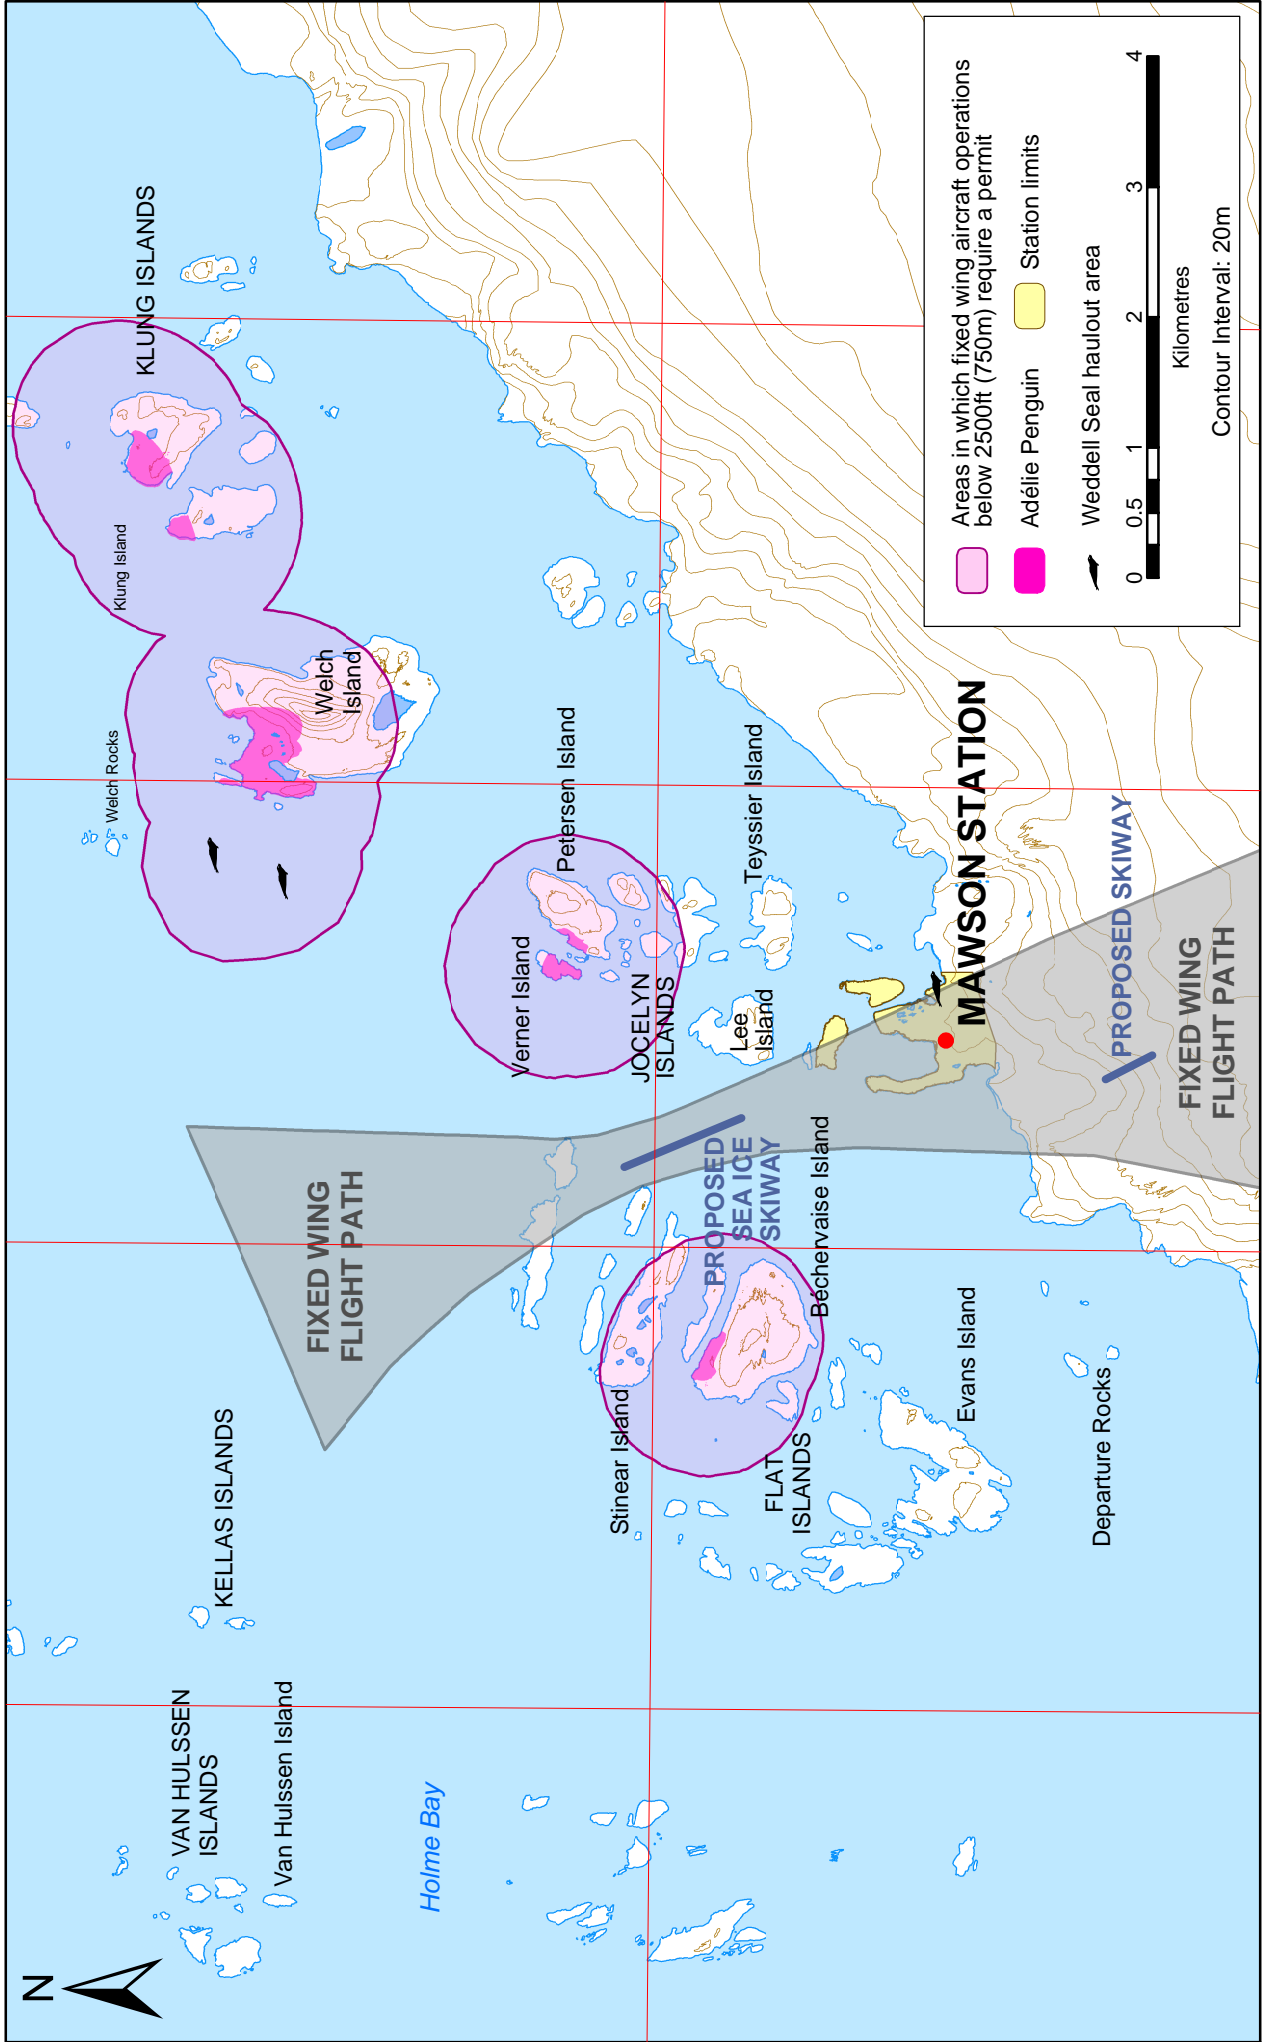 N
VAN HULSSEN
ISLANDS
Van Hulssen Island
Holme Bay
KELLAS ISLANDS
FIXED WING
FLIGHT PATH
Stinear Island
FLAT
ISLANDS
Béchervaise Island
Evans Island
Departure Rocks
PROPOSED
SEA ICE
SKIWAY
Verner Island
JOCELYN
ISLANDS
Petersen Island
Lee
Island
Teyssier Island
Welch Rocks
Welch
Island
Klung Island
KLUNG ISLANDS
MAWSON STATION
PROPOSED SKIWAY
FIXED WING
FLIGHT PATH
Areas in which fixed wing aircraft operations
below 2500ft (750m) require a permit
Adélie Penguin
Station limits
Weddell Seal haulout area
0 0.5 1 2 3 4
Kilometres
Contour Interval: 20m